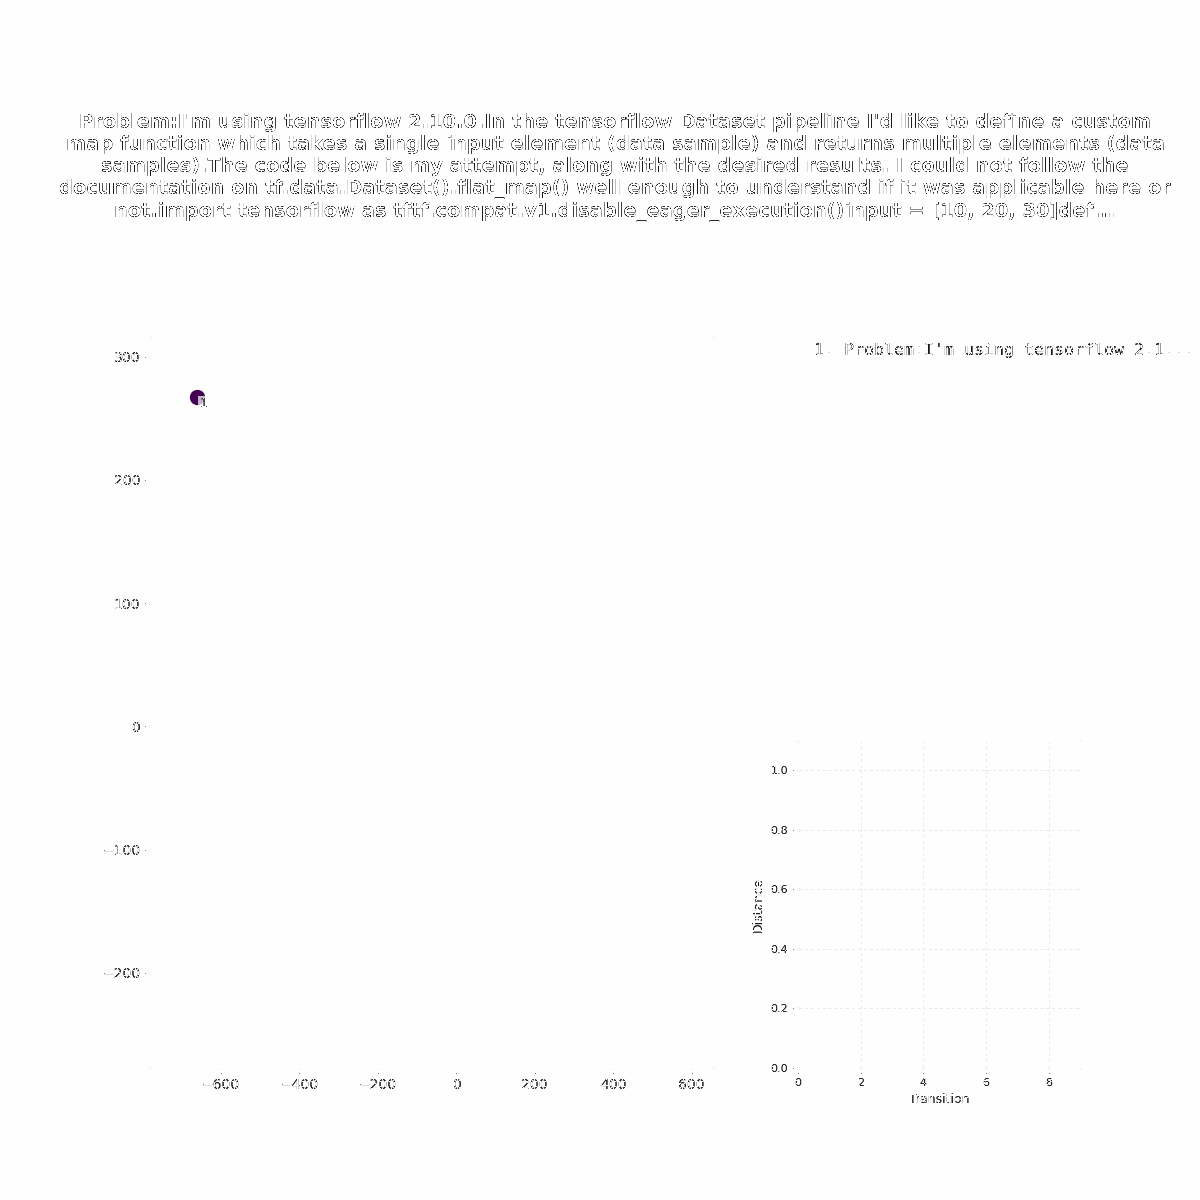 Problem:I'm using tensorflow 2.10.0.In the tensorflow Dataset pipeline I'd like to define a custom
map function which takes a single input element (data sample) and returns multiple elements (data
samples).The code below is my attempt, along with the desired results. I could not follow the
documentation on tf.data.Dataset().flat_map() well enough to understand if it was applicable here or
not.import tensorflow as tftf.compat.v1.disable_eager_execution()input = [10, 20, 30]def...
1. Problem:I'm using tensorflow 2.1...
300
200
100
0
−100
−200
−600 −400 −200 0 200 400 600
1
1.0
0.8
0.6
0.4
0.2
0.0
Distance
0 2 4 6 8
Transition